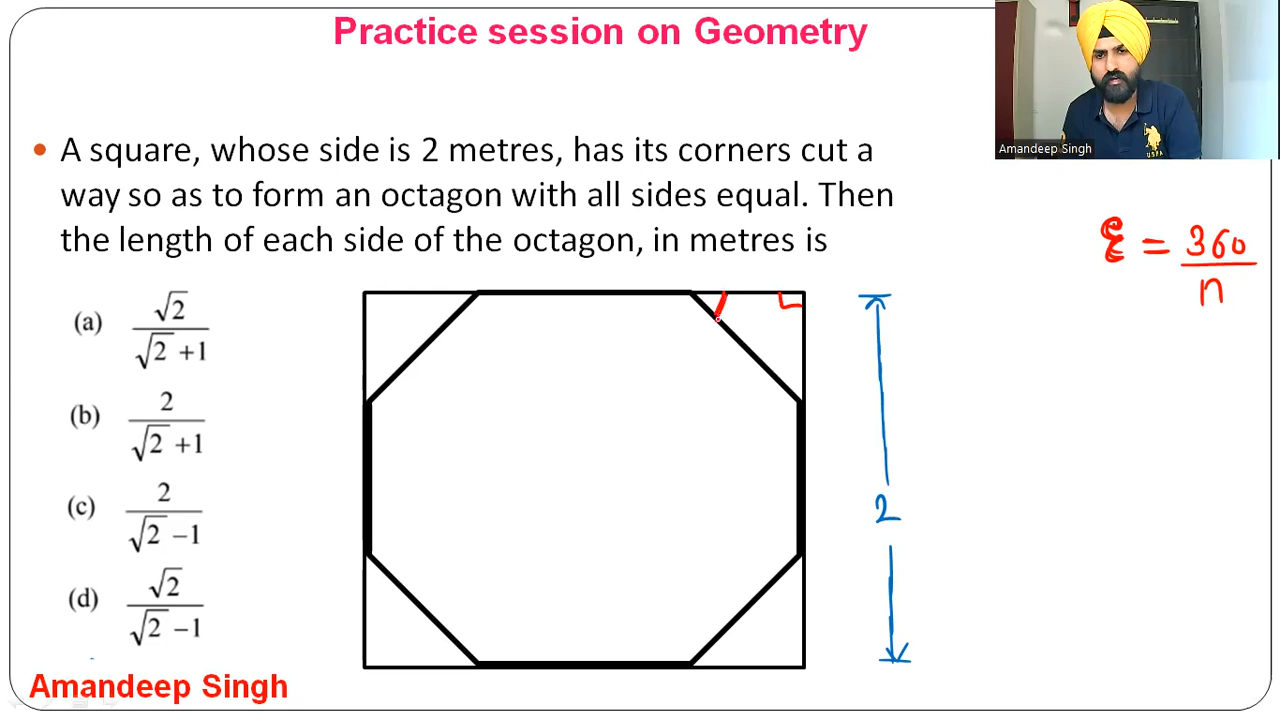 Practice session on Geometry
Amandeep Singh
USPA
• A square, whose side is 2 metres, has its corners cut a
way so as to form an octagon with all sides equal. Then
the length of each side of the octagon, in metres is
ξ = 360/n
(a) √2/(√2 +1)
(b) 2/(√2 +1)
(c) 2/(√2 −1)
(d) √2/(√2 −1)
2
Amandeep Singh